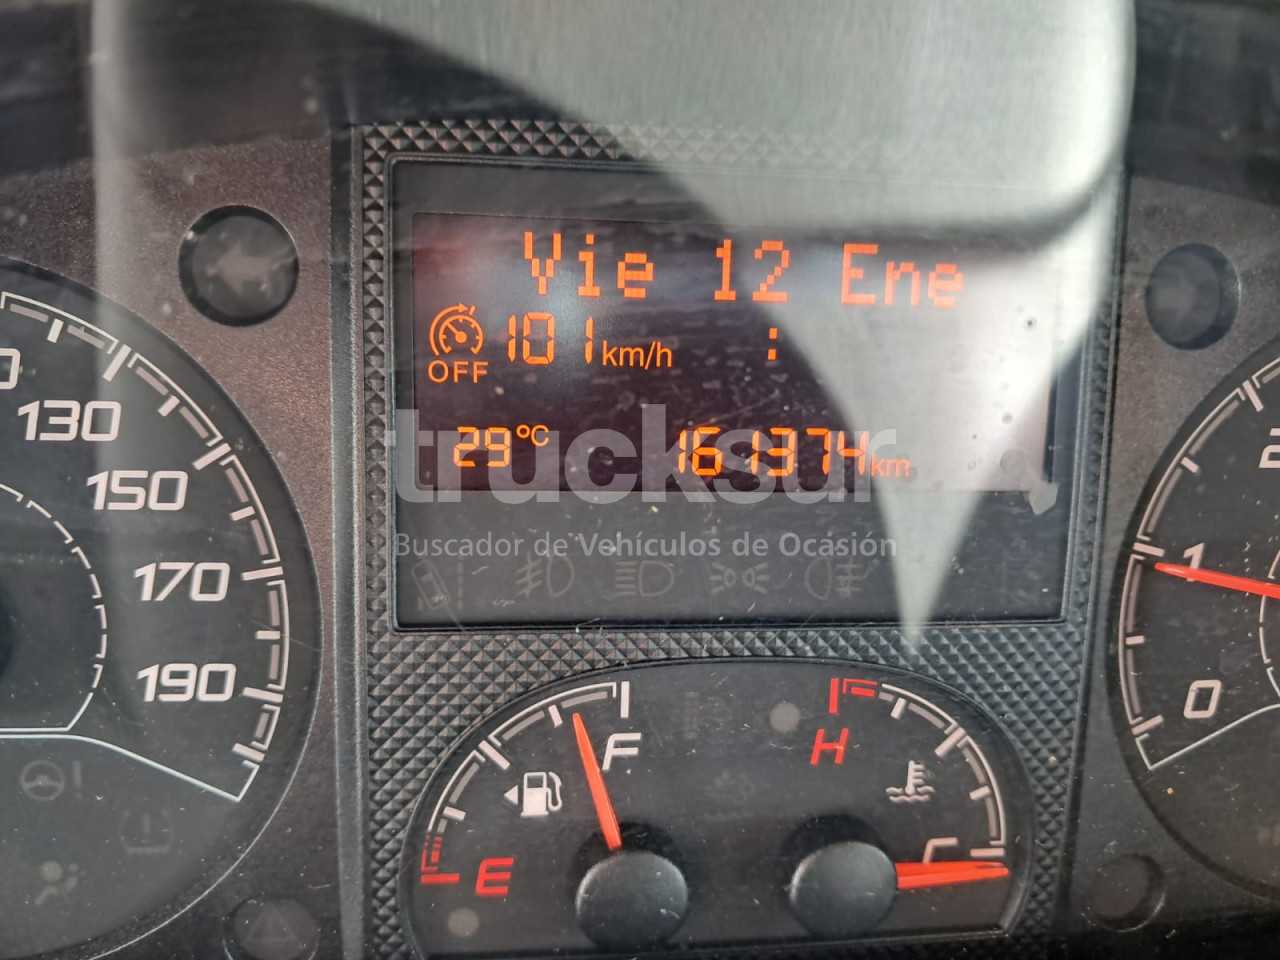 Vie 12 Ene
OFF 101 km/h :
29 °C 161374 km
trucksur
Buscador de Vehículos de Ocasión
130
150
170
190
1
0
F
E
H
C